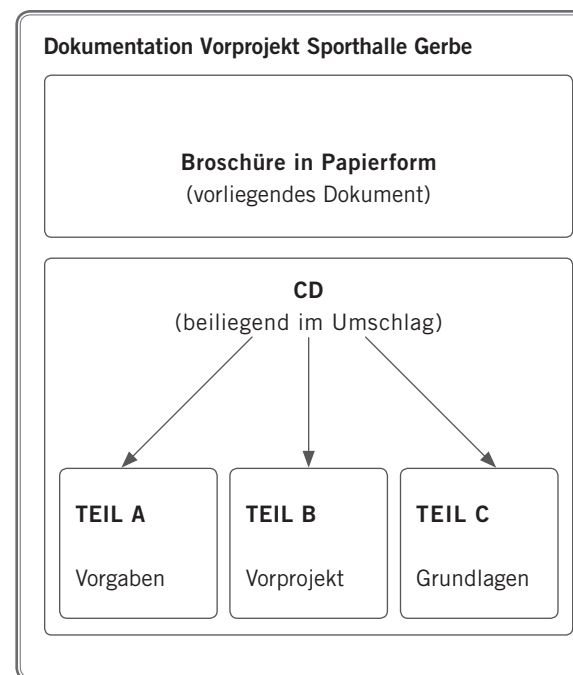 Dokumentation Vorprojekt Sporthalle Gerbe
Broschüre in Papierform
(vorliegendes Dokument)
CD
(beiliegend im Umschlag)
TEIL A
Vorgaben
TEIL B
Vorprojekt
TEIL C
Grundlagen